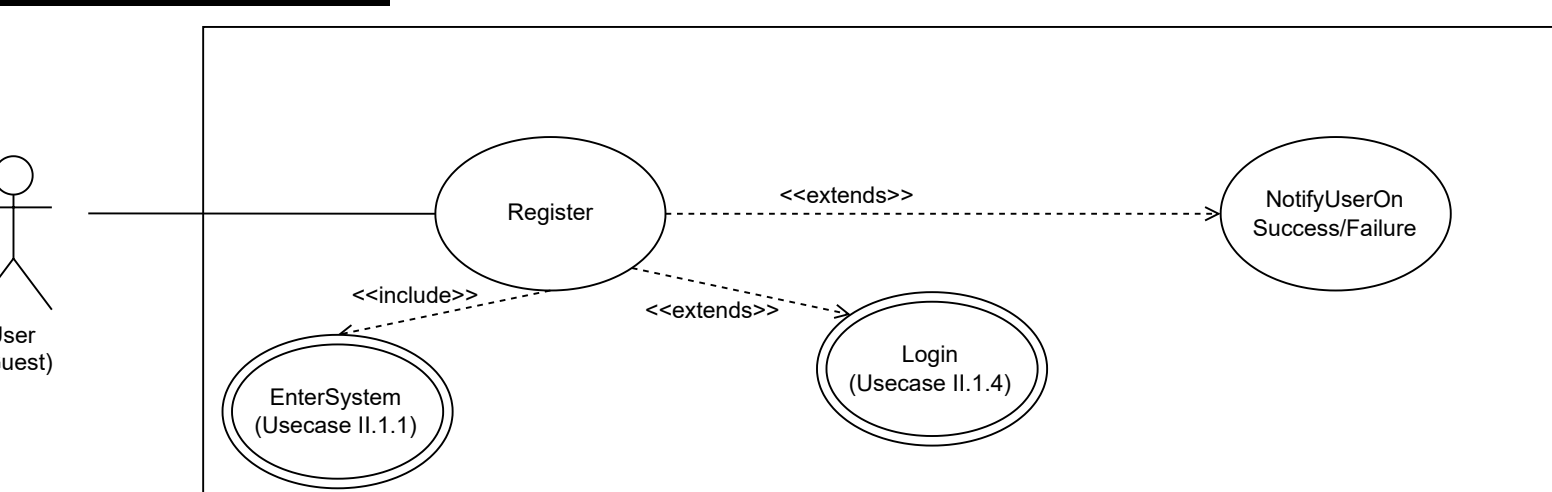 <<extends>>
Register
NotifyUserOn
Success/Failure
<<include>>
<<extends>>
Login
(Usecase II.1.4)
EnterSystem
(Usecase II.1.1)